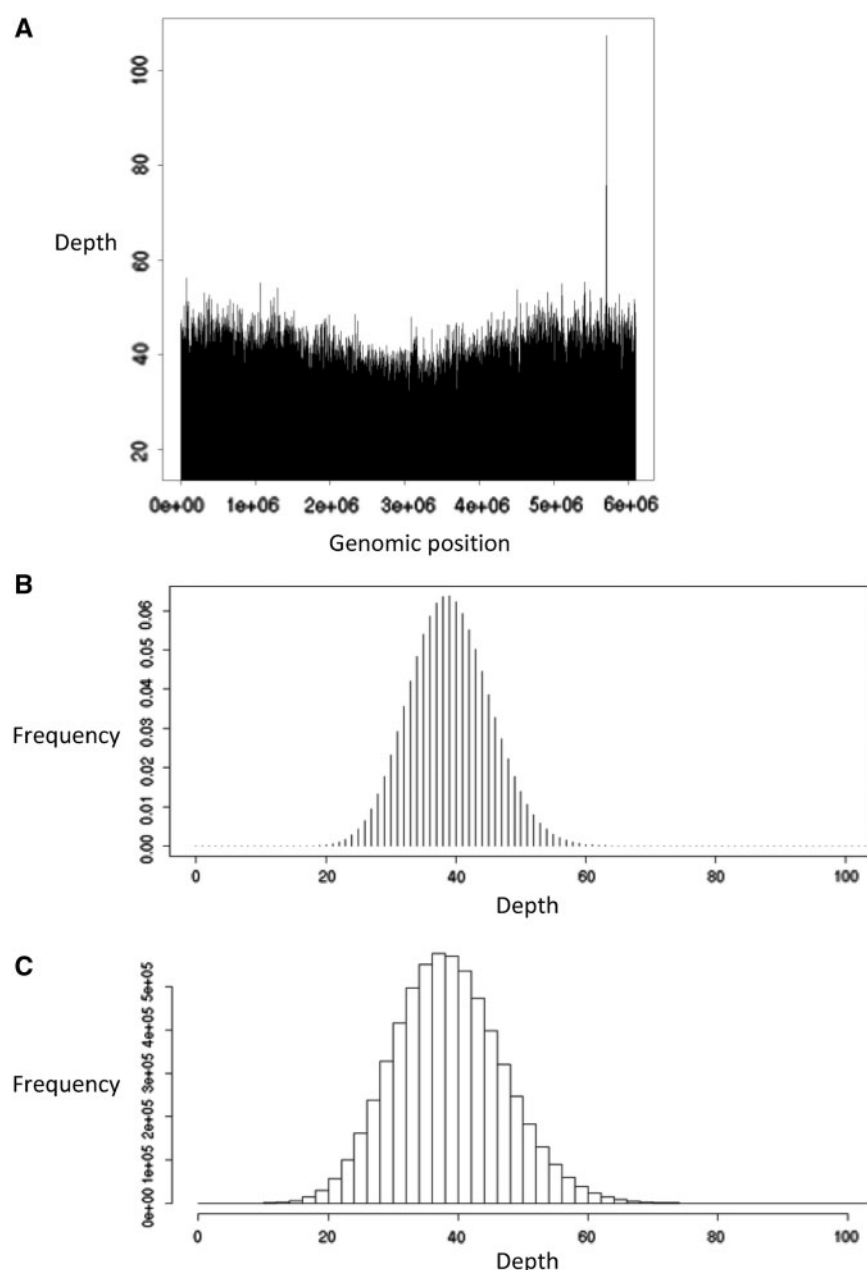 A
100
80
60
40
20
Depth
0e+00 1e+06 2e+06 3e+06 4e+06 5e+06 6e+06
Genomic position
B
0.06
0.05
0.04
0.03
0.02
0.01
0.00
Frequency
0 20 40 60 80 100
Depth
C
5e+05
4e+05
3e+05
2e+05
1e+05
0e+00
Frequency
0 20 40 60 80 100
Depth